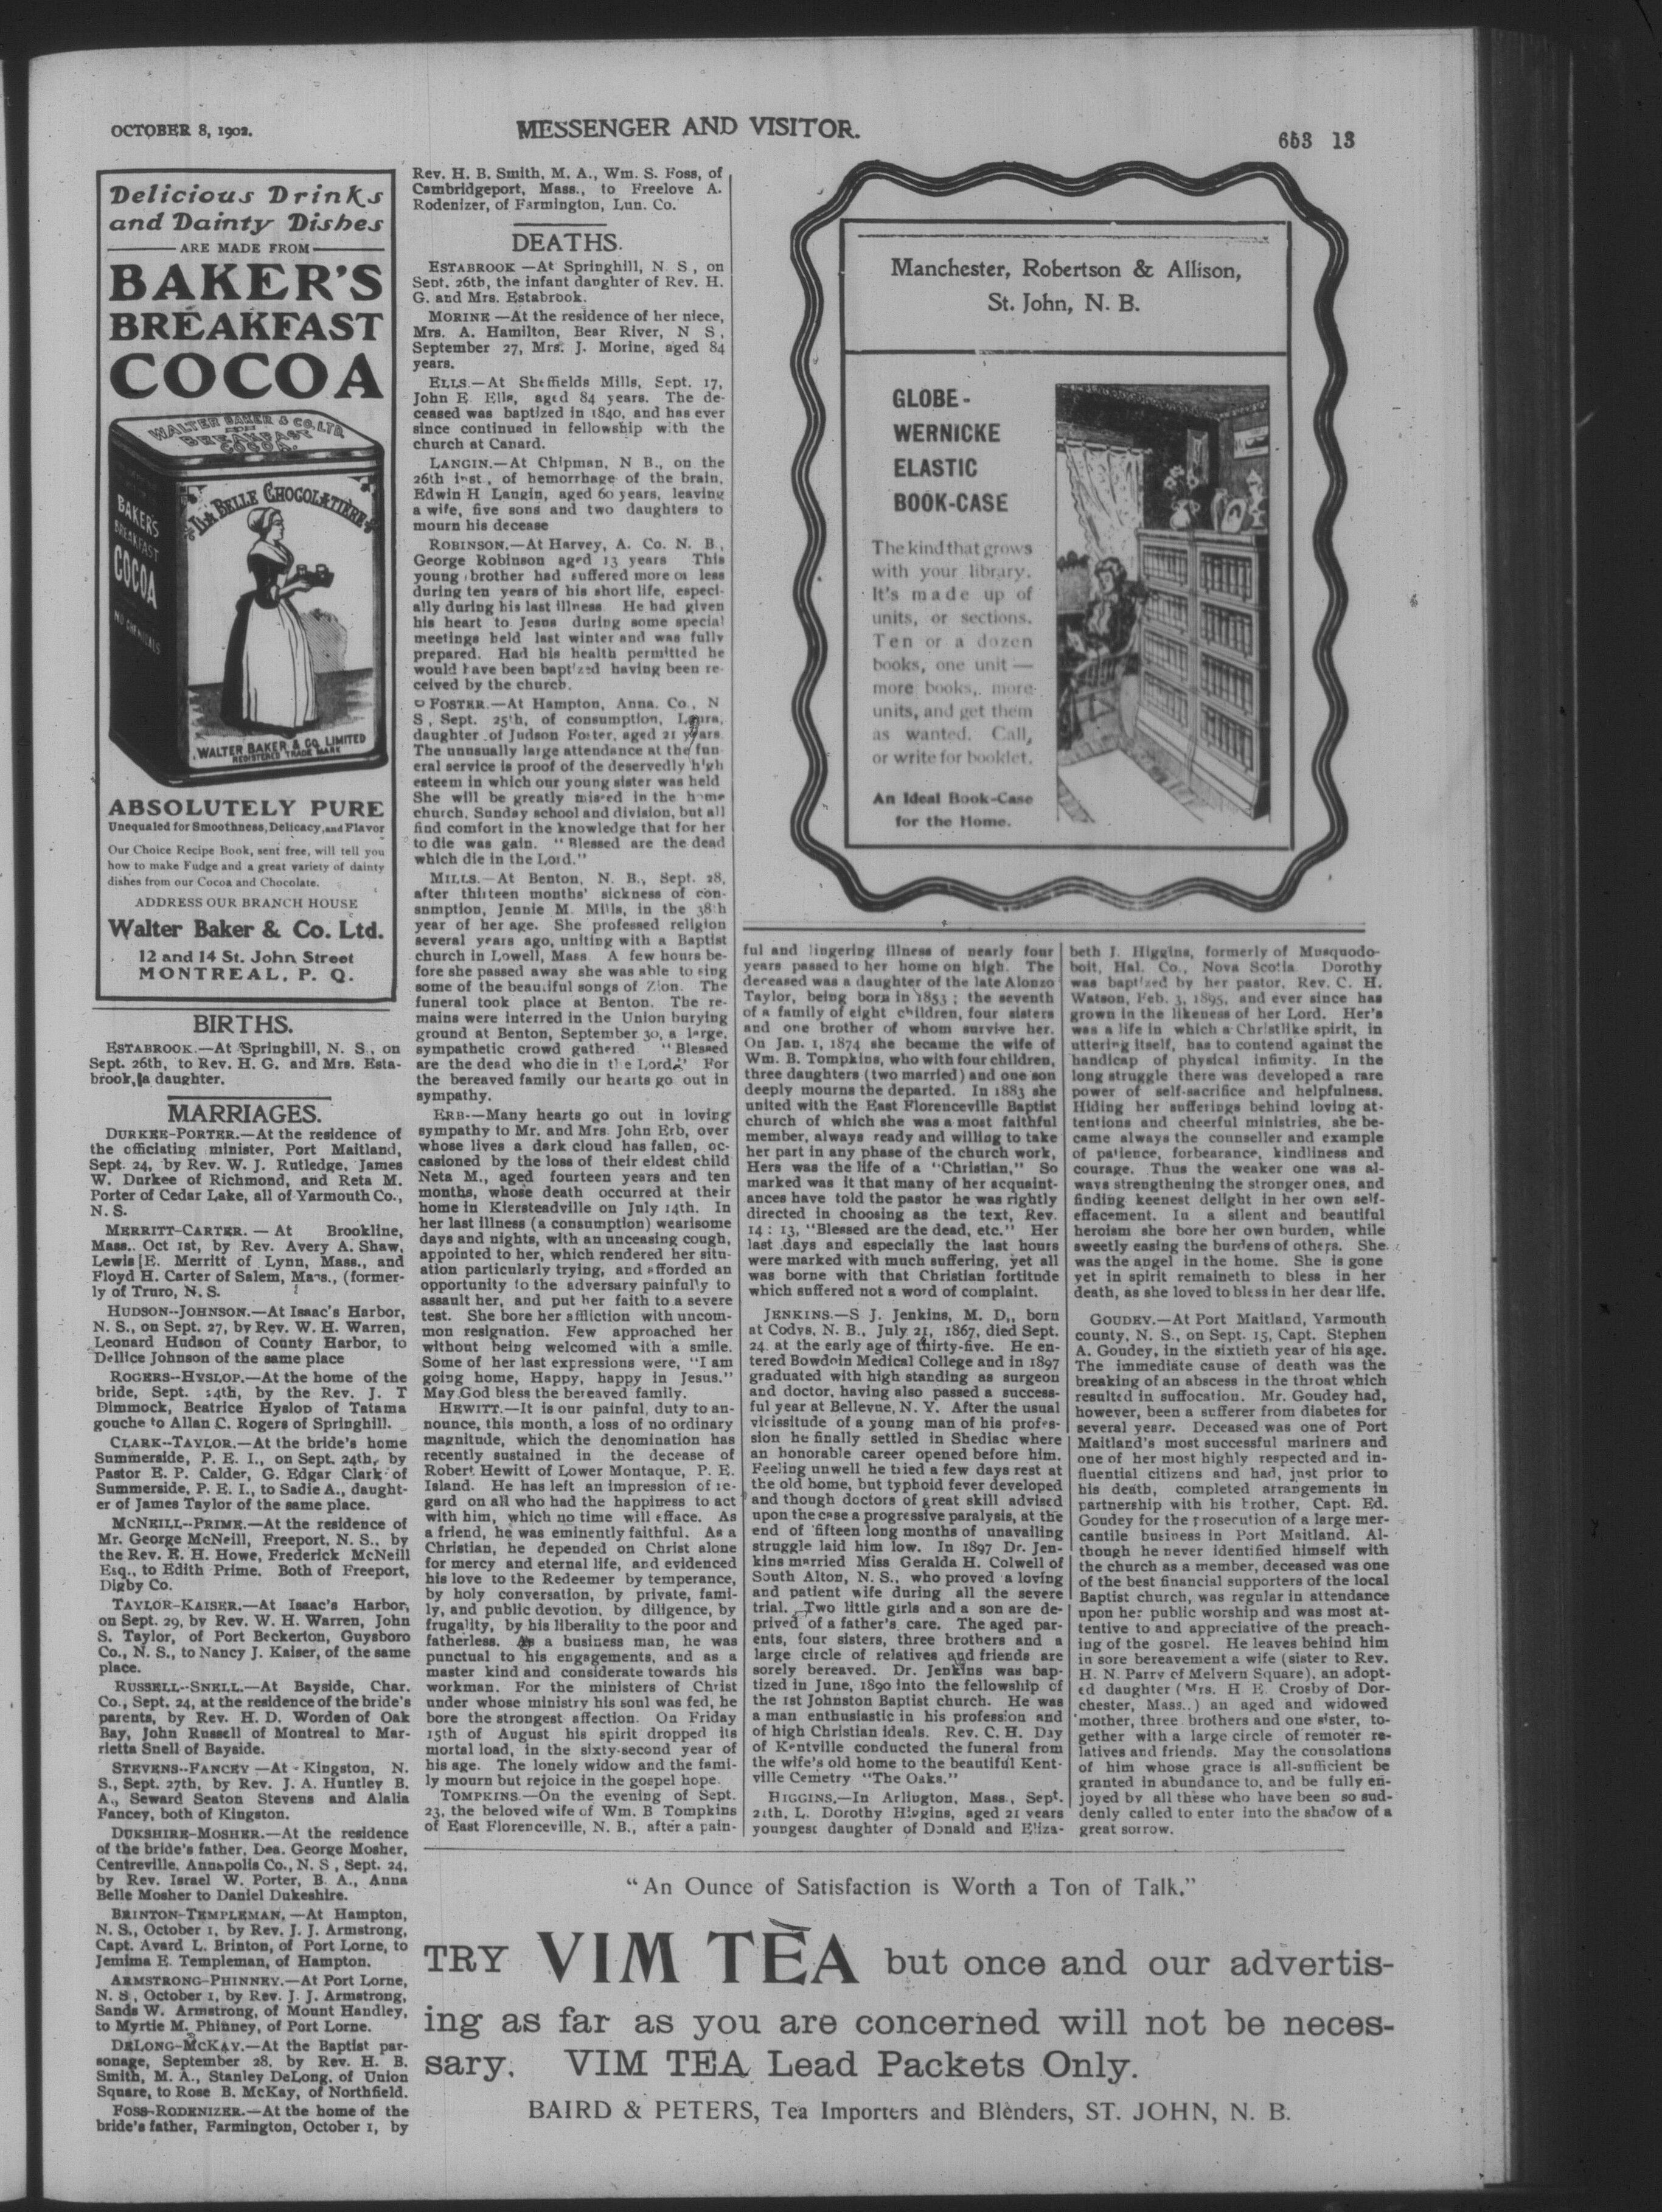 OCTOBER 8, 1902.
MESSENGER AND VISITOR.
653 13
Delicious Drinks
and Dainty Dishes
ARE MADE FROM
BAKER'S
BREAKFAST
COCOA
WALTER BAKER & CO. LTD.
BREAKFAST
COCOA.
BAKER'S
BREAKFAST
COCOA
NO CHEMICALS
LA BELLE CHOCOLATIERE
WALTER BAKER & CO. LIMITED
REGISTERED TRADE MARK
ABSOLUTELY PURE
Unequaled for Smoothness, Delicacy, and Flavor
Our Choice Recipe Book, sent free, will tell you
how to make Fudge and a great variety of dainty
dishes from our Cocoa and Chocolate.
ADDRESS OUR BRANCH HOUSE
Walter Baker & Co. Ltd.
12 and 14 St. John Street
MONTREAL, P. Q.
BIRTHS.
ESTABROOK.—At Springhill, N. S., on
Sept. 26th, to Rev. H. G. and Mrs. Esta-
brook, a daughter.
MARRIAGES.
DURKEE-PORTER.—At the residence of
the officiating minister, Port Maitland,
Sept. 24, by Rev. W. J. Rutledge, James
W. Durkee of Richmond, and Reta M.
Porter of Cedar Lake, all of Yarmouth Co.,
N. S.
MERRITT-CARTER. — At Brookline,
Mass., Oct 1st, by Rev. Avery A. Shaw,
Lewis E. Merritt of Lynn, Mass., and
Floyd H. Carter of Salem, Mass., (former-
ly of Truro, N. S.
HUDSON--JOHNSON.—At Isaac's Harbor,
N. S., on Sept. 27, by Rev. W. H. Warren,
Leonard Hudson of County Harbor, to
Dellice Johnson of the same place
ROGERS--HYSLOP.—At the home of the
bride, Sept. 24th, by the Rev. J. T
Dimmock, Beatrice Hyslop of Tatama
gouche to Allan C. Rogers of Springhill.
CLARK--TAYLOR.—At the bride's home
Summerside, P. E. I., on Sept. 24th, by
Pastor E. P. Calder, G. Edgar Clark of
Summerside, P. E. I., to Sadie A., daught-
er of James Taylor of the same place.
MCNEILL--PRIME.—At the residence of
Mr. George McNeill, Freeport, N. S., by
the Rev. E. H. Howe, Frederick McNeill
Esq., to Edith Prime. Both of Freeport,
Digby Co.
TAYLOR-KAISER.—At Isaac's Harbor,
on Sept. 29, by Rev. W. H. Warren, John
S. Taylor, of Port Beckerton, Guysboro
Co., N. S., to Nancy J. Kaiser, of the same
place.
RUSSELL--SNELL.—At Bayside, Char.
Co., Sept. 24, at the residence of the bride's
parents, by Rev. H. D. Worden of Oak
Bay, John Russell of Montreal to Mar-
rietta Snell of Bayside.
STEVENS--FANCEY —At Kingston, N.
S., Sept. 27th, by Rev. J. A. Huntley B.
A., Seward Seaton Stevens and Alalia
Fancey, both of Kingston.
DUKSHIRE-MOSHER.—At the residence
of the bride's father, Dea. George Mosher,
Centreville, Annapolis Co., N. S , Sept. 24,
by Rev. Israel W. Porter, B. A., Anna
Belle Mosher to Daniel Dukeshire.
BRINTON-TEMPLEMAN. —At Hampton,
N. S., October 1, by Rev. J. J. Armstrong,
Capt. Avard L. Brinton, of Port Lorne, to
Jemima E. Templeman, of Hampton.
ARMSTRONG-PHINNEY.—At Port Lorne,
N. S , October 1, by Rev. J. J. Armstrong,
Sands W. Armstrong, of Mount Handley,
to Myrtie M. Phinney, of Port Lorne.
DELONG-MCKAY.—At the Baptist par-
sonage, September 28, by Rev. H. B.
Smith, M. A., Stanley DeLong, of Union
Square, to Rose B. McKay, of Northfield.
FOSS-RODENIZER.—At the home of the
bride's father, Farmington, October 1, by
Rev. H. B. Smith, M. A., Wm. S. Foss, of
Cambridgeport, Mass., to Freelove A.
Rodenizer, of Farmington, Lun. Co.
DEATHS.
ESTABROOK —At Springhill, N. S , on
Sept. 26th, the infant daughter of Rev. H.
G. and Mrs. Estabrook.
MORINE —At the residence of her niece,
Mrs. A. Hamilton, Bear River, N S,
September 27, Mrs. J. Morine, aged 84
years.
ELLS.—At Sheffields Mills, Sept. 17,
John E. Ells, aged 84 years. The de-
ceased was baptized in 1840, and has ever
since continued in fellowship with the
church at Canard.
LANGIN.—At Chipman, N B., on the
26th inst., of hemorrhage of the brain,
Edwin H Langin, aged 60 years, leaving
a wife, five sons and two daughters to
mourn his decease
ROBINSON.—At Harvey, A. Co. N. B.,
George Robinson aged 13 years This
young brother had suffered more or less
during ten years of his short life, especi-
ally during his last illness. He had given
his heart to Jesus during some special
meetings held last winter and was fully
prepared. Had his health permitted he
would have been baptized having been re-
ceived by the church.
FOSTER.—At Hampton, Anna. Co., N
S , Sept. 25th, of consumption, Laura,
daughter of Judson Foster, aged 21 years.
The unusually large attendance at the fun-
eral service is proof of the deservedly high
esteem in which our young sister was held
She will be greatly missed in the home
church, Sunday school and division, but all
find comfort in the knowledge that for her
to die was gain. "Blessed are the dead
which die in the Lord."
MILLS.—At Benton, N. B., Sept. 28,
after thirteen months' sickness of con-
sumption, Jennie M. Mills, in the 38th
year of her age. She professed religion
several years ago, uniting with a Baptist
church in Lowell, Mass. A few hours be-
fore she passed away she was able to sing
some of the beautiful songs of Zion. The
funeral took place at Benton. The re-
mains were interred in the Union burying
ground at Benton, September 30, a large,
sympathetic crowd gathered "Blessed
are the dead who die in the Lord." For
the bereaved family our hearts go out in
sympathy.
ERB—Many hearts go out in loving
sympathy to Mr. and Mrs. John Erb, over
whose lives a dark cloud has fallen, oc-
casioned by the loss of their eldest child
Neta M., aged fourteen years and ten
months, whose death occurred at their
home in Kiersteadville on July 14th. In
her last illness (a consumption) wearisome
days and nights, with an unceasing cough,
appointed to her, which rendered her situ-
ation particularly trying, and afforded an
opportunity to the adversary painfully to
assault her, and put her faith to a severe
test. She bore her affliction with uncom-
mon resignation. Few approached her
without being welcomed with a smile.
Some of her last expressions were, "I am
going home, Happy, happy in Jesus."
May God bless the bereaved family.
HEWITT.—It is our painful, duty to an-
nounce, this month, a loss of no ordinary
magnitude, which the denomination has
recently sustained in the decease of
Robert Hewitt of Lower Montaque, P. E.
Island. He has left an impression of re-
gard on all who had the happiness to act
with him, which no time will efface. As
a friend, he was eminently faithful. As a
Christian, he depended on Christ alone
for mercy and eternal life, and evidenced
his love to the Redeemer by temperance,
by holy conversation, by private, fami-
ly, and public devotion, by diligence, by
frugality, by his liberality to the poor and
fatherless. As a business man, he was
punctual to his engagements, and as a
master kind and considerate towards his
workman. For the ministers of Christ
under whose ministry his soul was fed, he
bore the strongest affection. On Friday
15th of August his spirit dropped its
mortal load, in the sixty-second year of
his age. The lonely widow and the fami-
ly mourn but rejoice in the gospel hope.
TOMPKINS.—On the evening of Sept.
23, the beloved wife of Wm. B Tompkins
of East Florenceville, N. B., after a pain-
Manchester, Robertson & Allison,
St. John, N. B.
GLOBE-
WERNICKE
ELASTIC
BOOK-CASE
The kind that grows
with your library.
It's made up of
units, or sections.
Ten or a dozen
books, one unit —
more books, more
units, and get them
as wanted. Call,
or write for booklet.
An Ideal Book-Case
for the Home.
ful and lingering illness of nearly four
years passed to her home on high. The
deceased was a daughter of the late Alonzo
Taylor, being born in 1853 ; the seventh
of a family of eight children, four sisters
and one brother of whom survive her.
On Jan. 1, 1874 she became the wife of
Wm. B. Tompkins, who with four children,
three daughters (two married) and one son
deeply mourns the departed. In 1883 she
united with the East Florenceville Baptist
church of which she was a most faithful
member, always ready and willing to take
her part in any phase of the church work,
Hers was the life of a "Christian," So
marked was it that many of her acquaint-
ances have told the pastor he was rightly
directed in choosing as the text, Rev.
14 : 13, "Blessed are the dead, etc." Her
last days and especially the last hours
were marked with much suffering, yet all
was borne with that Christian fortitude
which suffered not a word of complaint.
JENKINS.—S J. Jenkins, M. D., born
at Codys, N. B., July 21, 1867, died Sept.
24, at the early age of thirty-five. He en-
tered Bowdoin Medical College and in 1897
graduated with high standing as surgeon
and doctor, having also passed a success-
ful year at Bellevue, N. Y. After the usual
vicissitude of a young man of his profes-
sion he finally settled in Shediac where
an honorable career opened before him.
Feeling unwell he tried a few days rest at
the old home, but typhoid fever developed
and though doctors of great skill advised
upon the case a progressive paralysis, at the
end of fifteen long months of unavailing
struggle laid him low. In 1897 Dr. Jen-
kins married Miss Geralda H. Colwell of
South Alton, N. S., who proved a loving
and patient wife during all the severe
trial. Two little girls and a son are de-
prived of a father's care. The aged par-
ents, four sisters, three brothers and a
large circle of relatives and friends are
sorely bereaved. Dr. Jenkins was bap-
tized in June, 1890 into the fellowship of
the 1st Johnston Baptist church. He was
a man enthusiastic in his profession and
of high Christian ideals. Rev. C. H. Day
of Kentville conducted the funeral from
the wife's old home to the beautiful Kent-
ville Cemetry "The Oaks."
HIGGINS.—In Arlington, Mass., Sept.
24th, L. Dorothy Higgins, aged 21 years
youngest daughter of Donald and Eliza-
beth J. Higgins, formerly of Musquodo-
boit, Hal. Co., Nova Scotia. Dorothy
was baptized by her pastor, Rev. C. H.
Watson, Feb. 3, 1895, and ever since has
grown in the likeness of her Lord. Her's
was a life in which a Christlike spirit, in
uttering itself, has to contend against the
handicap of physical infimity. In the
long struggle there was developed a rare
power of self-sacrifice and helpfulness.
Hiding her sufferings behind loving at-
tentions and cheerful ministries, she be-
came always the counseller and example
of patience, forbearance, kindliness and
courage. Thus the weaker one was al-
ways strengthening the stronger ones, and
finding keenest delight in her own self-
effacement. In a silent and beautiful
heroism she bore her own burden, while
sweetly easing the burdens of others. She
was the angel in the home. She is gone
yet in spirit remaineth to bless in her
death, as she loved to bless in her dear life.
GOUDEY.—At Port Maitland, Yarmouth
county, N. S., on Sept. 15, Capt. Stephen
A. Goudey, in the sixtieth year of his age.
The immediate cause of death was the
breaking of an abscess in the throat which
resulted in suffocation. Mr. Goudey had,
however, been a sufferer from diabetes for
several years. Deceased was one of Port
Maitland's most successful mariners and
one of her most highly respected and in-
fluential citizens and had, just prior to
his death, completed arrangements in
partnership with his brother, Capt. Ed.
Goudey for the prosecution of a large mer-
cantile business in Port Maitland. Al-
though he never identified himself with
the church as a member, deceased was one
of the best financial supporters of the local
Baptist church, was regular in attendance
upon her public worship and was most at-
tentive to and appreciative of the preach-
ing of the gospel. He leaves behind him
in sore bereavement a wife (sister to Rev.
H. N. Parry of Melvern Square), an adopt-
ed daughter (Mrs. H. E. Crosby of Dor-
chester, Mass.) an aged and widowed
mother, three brothers and one sister, to-
gether with a large circle of remoter re-
latives and friends. May the consolations
of him whose grace is all-sufficient be
granted in abundance to, and be fully en-
joyed by all these who have been so sud-
denly called to enter into the shadow of a
great sorrow.
"An Ounce of Satisfaction is Worth a Ton of Talk."
TRY VIM TEA but once and our advertis-
ing as far as you are concerned will not be neces-
sary. VIM TEA Lead Packets Only.
BAIRD & PETERS, Tea Importers and Blenders, ST. JOHN, N. B.